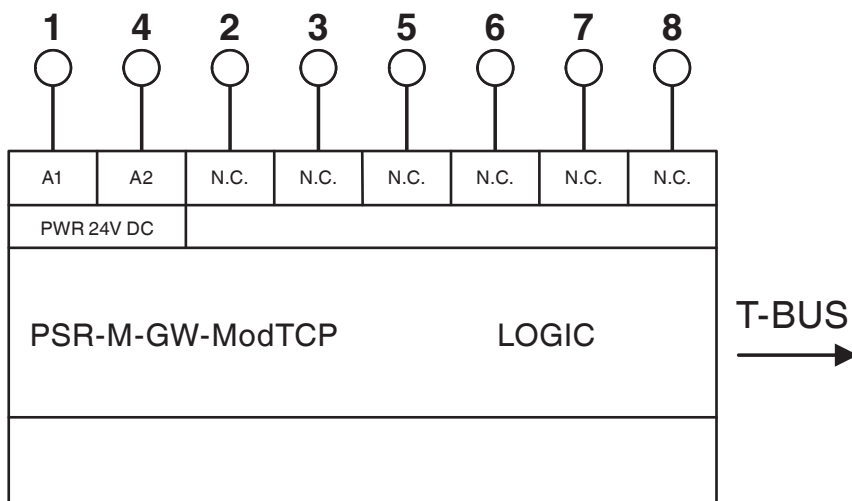 1 4 2 3 5 6 7 8
A1 A2 N.C. N.C. N.C. N.C. N.C. N.C.
PWR 24V DC
PSR-M-GW-ModTCP LOGIC
T-BUS